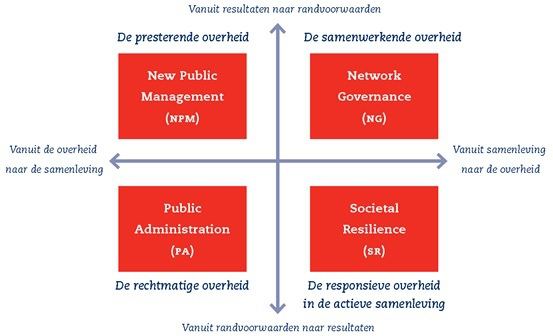 Vanuit resultaten naar randvoorwaarden
De presterende overheid
De samenwerkende overheid
New Public
Management
(NPM)
Network
Governance
(NG)
Vanuit de overheid
naar de samenleving
Vanuit samenleving
naar de overheid
Public
Administration
(PA)
Societal
Resilience
(SR)
De rechtmatige overheid
De responsieve overheid
in de actieve samenleving
Vanuit randvoorwaarden naar resultaten